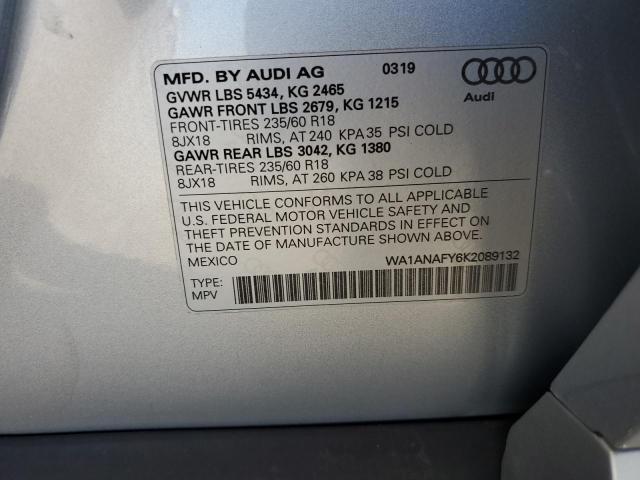 MFD. BY AUDI AG 0319
GVWR LBS 5434, KG 2465
GAWR FRONT LBS 2679, KG 1215
FRONT-TIRES 235/60 R18
8JX18 RIMS, AT 240 KPA 35 PSI COLD
GAWR REAR LBS 3042, KG 1380
REAR-TIRES 235/60 R18
8JX18 RIMS, AT 260 KPA 38 PSI COLD
Audi
THIS VEHICLE CONFORMS TO ALL APPLICABLE
U.S. FEDERAL MOTOR VEHICLE SAFETY AND
THEFT PREVENTION STANDARDS IN EFFECT ON
THE DATE OF MANUFACTURE SHOWN ABOVE.
MEXICO WA1ANAFY6K2089132
TYPE:
MPV